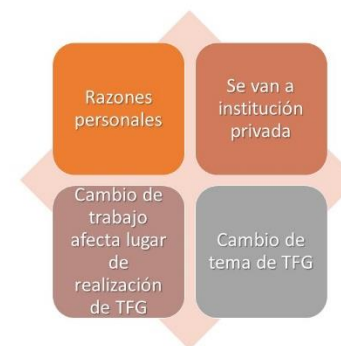 Razones
personales
Se van a
institución
privada
Cambio de
trabajo
afecta lugar
de
realización
de TFG
Cambio de
tema de TFG